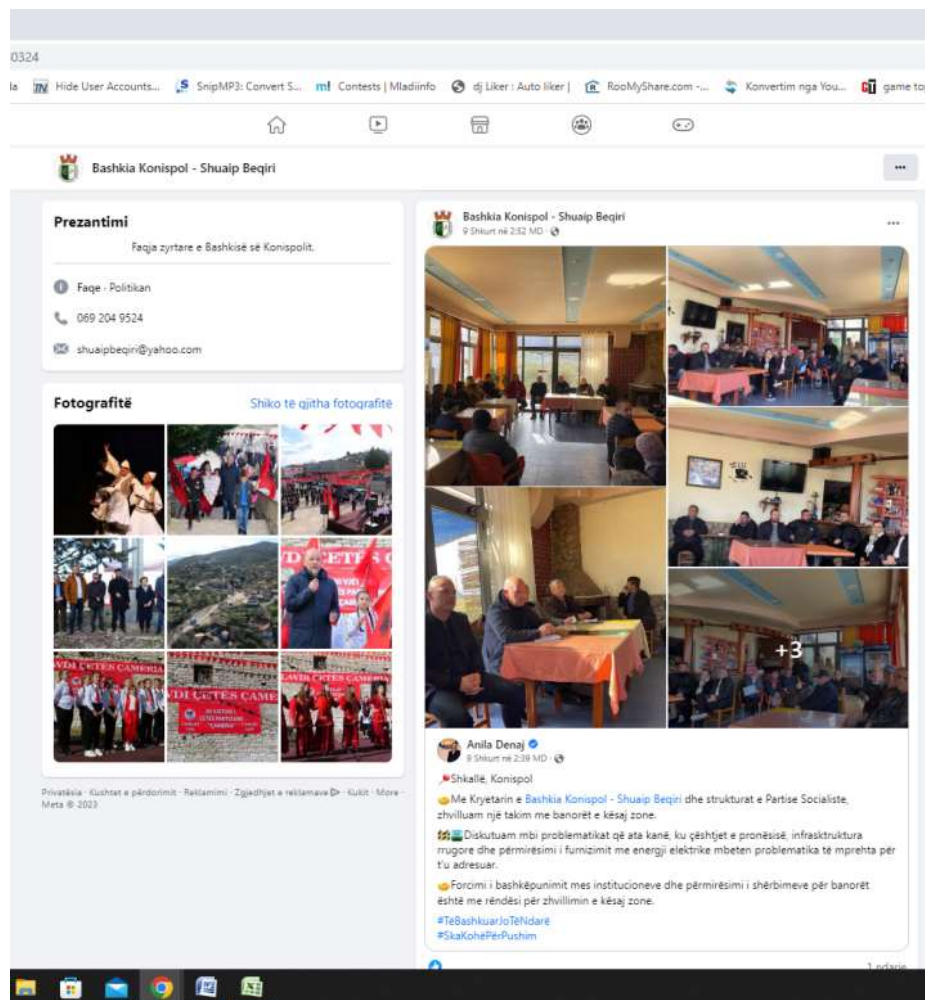 0324
Hide User Accounts...
SnipMP3: Convert S...
Contests | Mladiinfo
dj Liker : Auto liker |
RooMyShare.com -...
Konvertim nga You...
game to
Bashkia Konispol - Shuaip Beqiri
Prezantimi
Faqja zyrtare e Bashkisë së Konispolit.
Faqe · Politikan
069 204 9524
shuaipbeqiri@yahoo.com
Fotografitë
Shiko të gjitha fotografitë
Privatësia · Kushtet e përdorimit · Reklamimi · Zgjedhjet e reklamave · Kukit · More ·
Meta © 2023
Bashkia Konispol - Shuaip Beqiri
9 Shkurt në 2:52 MD ·
+3
Anila Denaj
9 Shkurt në 2:39 MD ·
Shkallë, Konispol
Me Kryetarin e Bashkia Konispol - Shuaip Beqiri dhe strukturat e Partise Socialiste,
zhvilluam një takim me banorët e kësaj zone.
Diskutuam mbi problematikat që ata kanë, ku çështjet e pronësisë, infrasktruktura
rrugore dhe përmirësimi i furnizimit me energji elektrike mbeten problematika të mprehta për
t'u adresuar.
Forcimi i bashkëpunimit mes institucioneve dhe përmirësimi i shërbimeve për banorët
është me rëndësi për zhvillimin e kësaj zone.
#TëBashkuarJoTëNdarë
#SkaKohëPërPushim
1 ndarje